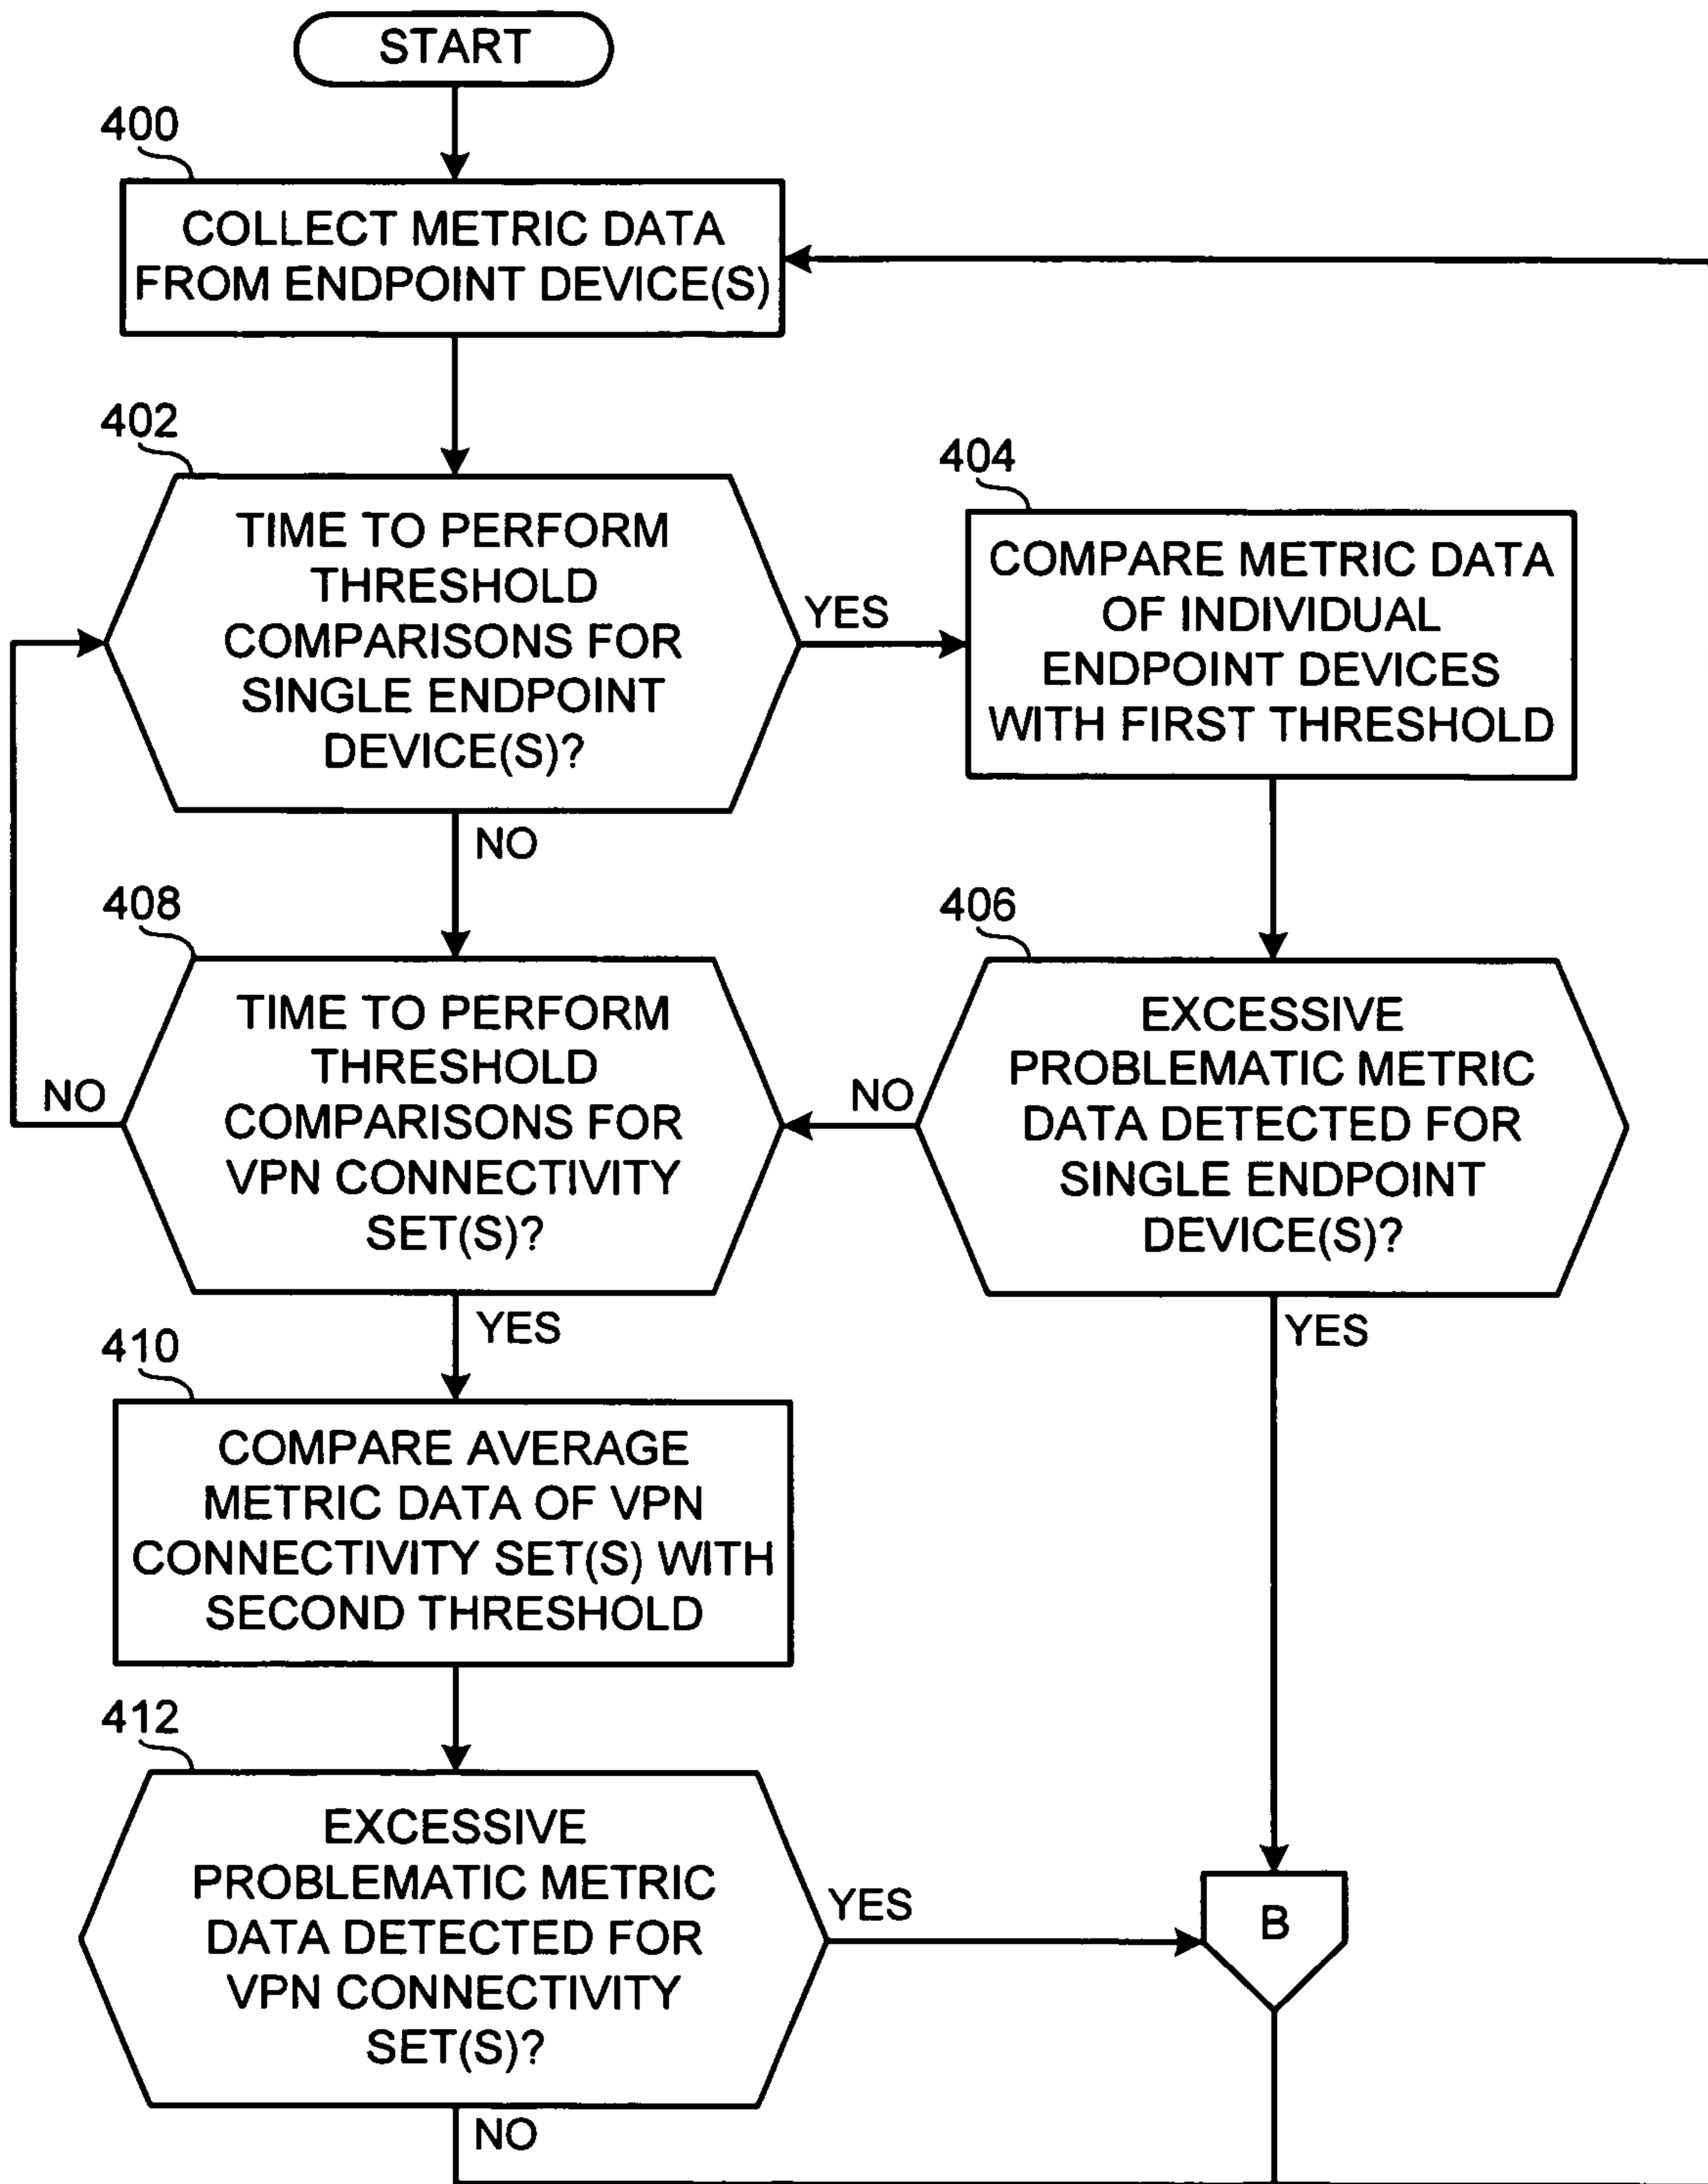 START
400
COLLECT METRIC DATA
FROM ENDPOINT DEVICE(S)
402
TIME TO PERFORM
THRESHOLD
COMPARISONS FOR
SINGLE ENDPOINT
DEVICE(S)?
YES
NO
404
COMPARE METRIC DATA
OF INDIVIDUAL
ENDPOINT DEVICES
WITH FIRST THRESHOLD
408
TIME TO PERFORM
THRESHOLD
COMPARISONS FOR
VPN CONNECTIVITY
SET(S)?
NO
YES
406
EXCESSIVE
PROBLEMATIC METRIC
DATA DETECTED FOR
SINGLE ENDPOINT
DEVICE(S)?
NO
YES
410
COMPARE AVERAGE
METRIC DATA OF VPN
CONNECTIVITY SET(S) WITH
SECOND THRESHOLD
412
EXCESSIVE
PROBLEMATIC METRIC
DATA DETECTED FOR
VPN CONNECTIVITY
SET(S)?
YES
NO
B